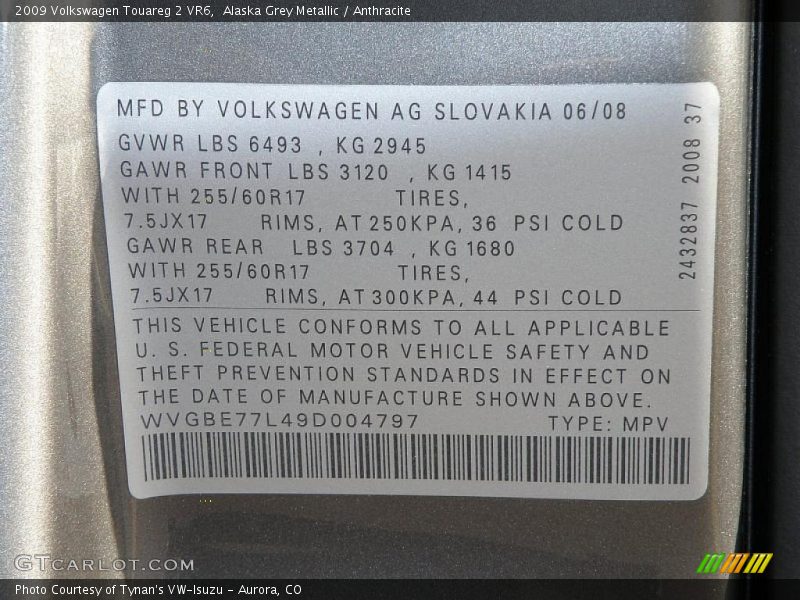 2009 Volkswagen Touareg 2 VR6,  Alaska Grey Metallic / Anthracite
MFD BY VOLKSWAGEN AG SLOVAKIA 06/08
GVWR LBS 6493 , KG 2945
GAWR FRONT LBS 3120 , KG 1415
WITH 255/60R17 TIRES,
7.5JX17 RIMS, AT 250KPA, 36 PSI COLD
GAWR REAR LBS 3704 , KG 1680
WITH 255/60R17 TIRES,
7.5JX17 RIMS, AT 300KPA, 44 PSI COLD
THIS VEHICLE CONFORMS TO ALL APPLICABLE
U. S. FEDERAL MOTOR VEHICLE SAFETY AND
THEFT PREVENTION STANDARDS IN EFFECT ON
THE DATE OF MANUFACTURE SHOWN ABOVE.
WVGBE77L49D004797 TYPE: MPV
2432837 2008 37
GTCARLOT.COM
Photo Courtesy of Tynan's VW-Isuzu - Aurora, CO